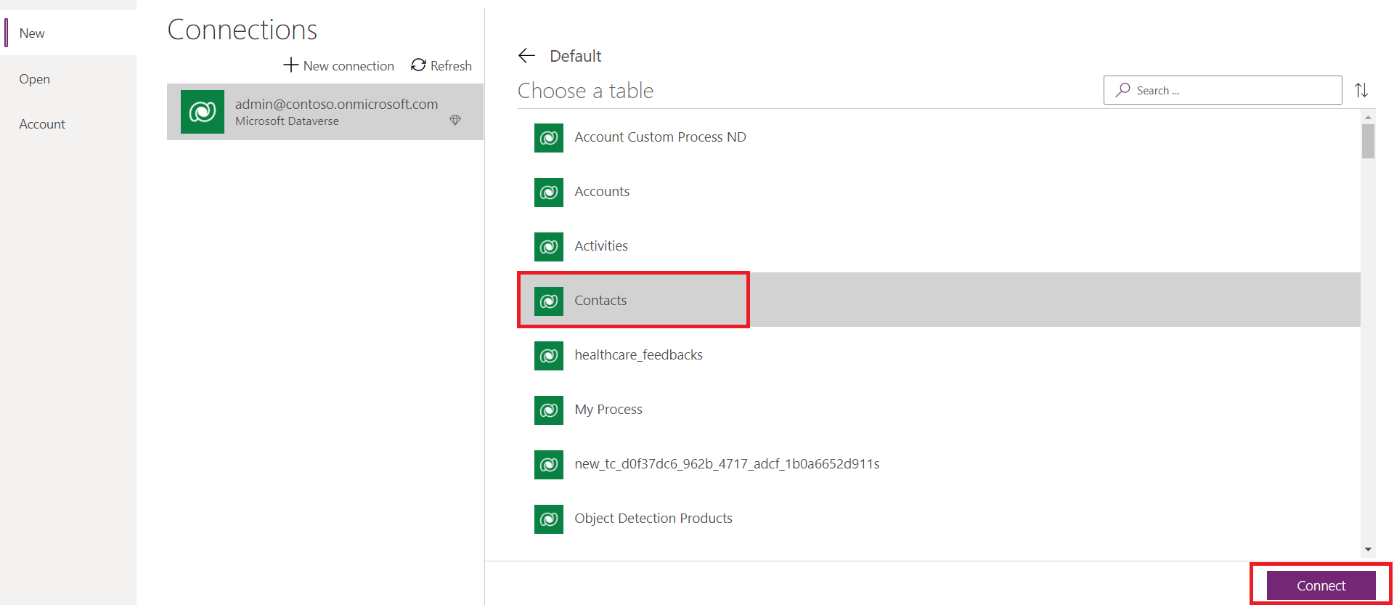 New
Open
Account
Connections
New connection
Refresh
admin@contoso.onmicrosoft.com
Microsoft Dataverse
Default
Choose a table
Search ...
Account Custom Process ND
Accounts
Activities
Contacts
healthcare_feedbacks
My Process
new_tc_d0f37dc6_962b_4717_adcf_1b0a6652d911s
Object Detection Products
Connect